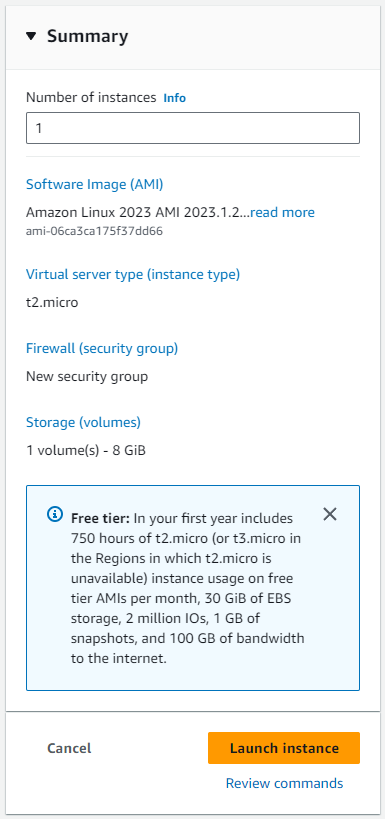 Summary
Number of instances Info
1
Software Image (AMI)
Amazon Linux 2023 AMI 2023.1.2...read more
ami-06ca3ca175f37dd66
Virtual server type (instance type)
t2.micro
Firewall (security group)
New security group
Storage (volumes)
1 volume(s) - 8 GiB
Free tier: In your first year includes
750 hours of t2.micro (or t3.micro in
the Regions in which t2.micro is
unavailable) instance usage on free
tier AMIs per month, 30 GiB of EBS
storage, 2 million IOs, 1 GB of
snapshots, and 100 GB of bandwidth
to the internet.
Cancel
Launch instance
Review commands